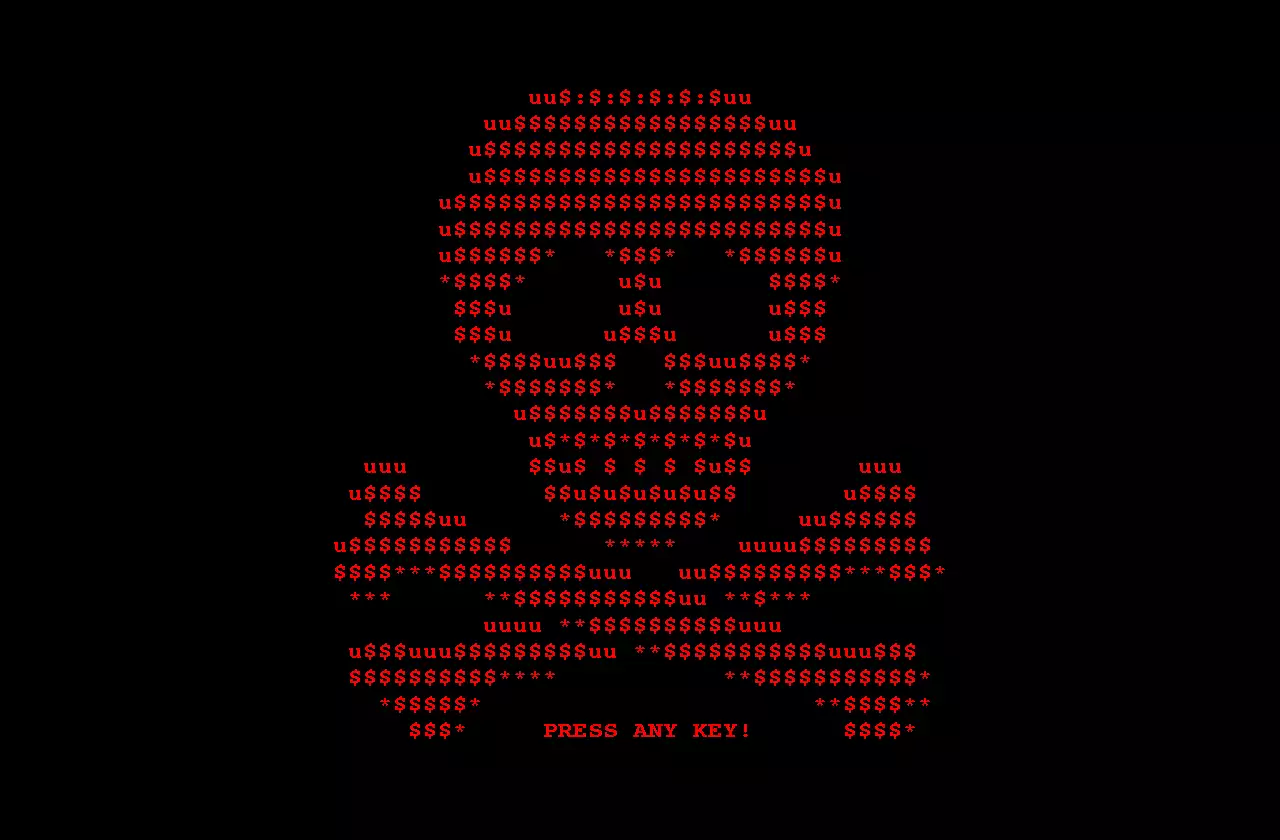 uu$:$:$:$:$:$uu
uu$$$$$$$$$$$$$$$$$uu
u$$$$$$$$$$$$$$$$$$$$$u
u$$$$$$$$$$$$$$$$$$$$$$$u
u$$$$$$$$$$$$$$$$$$$$$$$$$u
u$$$$$$$$$$$$$$$$$$$$$$$$$u
u$$$$$$*   *$$$*   *$$$$$$u
*$$$$*      u$u       $$$$*
$$$u       u$u       u$$$
$$$u      u$$$u      u$$$
*$$$$uu$$$   $$$uu$$$$*
*$$$$$$$*   *$$$$$$$*
u$$$$$$$u$$$$$$$u
u$*$*$*$*$*$*$u
uuu        $$u$ $ $ $ $u$$       uuu
u$$$$        $$u$u$u$u$u$$       u$$$$
$$$$$uu      *$$$$$$$$$*     uu$$$$$$
u$$$$$$$$$$$      *****    uuuu$$$$$$$$$
$$$$***$$$$$$$$$$uuu   uu$$$$$$$$$***$$$*
***      **$$$$$$$$$$$uu **$***
uuuu **$$$$$$$$$$uuu
u$$$uuu$$$$$$$$$uu **$$$$$$$$$$$uuu$$$
$$$$$$$$$$****           **$$$$$$$$$$$*
*$$$$$*                      **$$$$**
$$$*     PRESS ANY KEY!      $$$$*